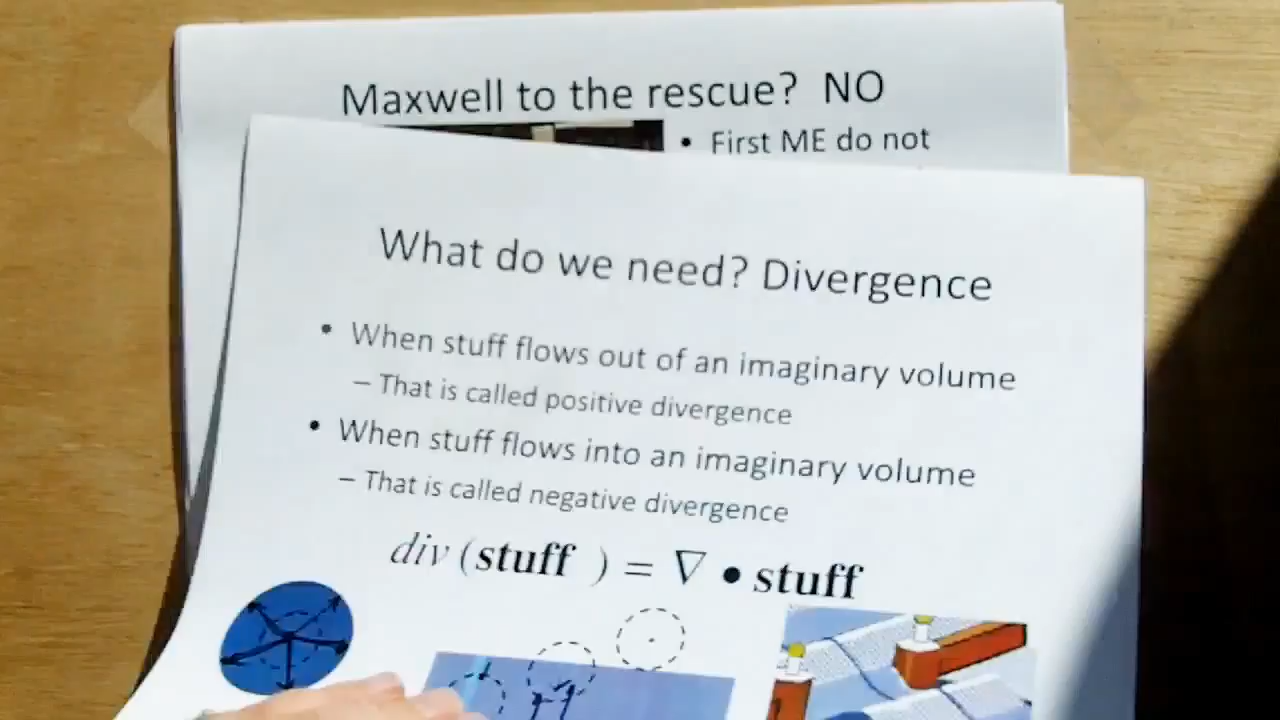 Maxwell to the rescue? NO
• First ME do not
What do we need? Divergence
• When stuff flows out of an imaginary volume
– That is called positive divergence
• When stuff flows into an imaginary volume
– That is called negative divergence
div (stuff ) = ∇ • stuff